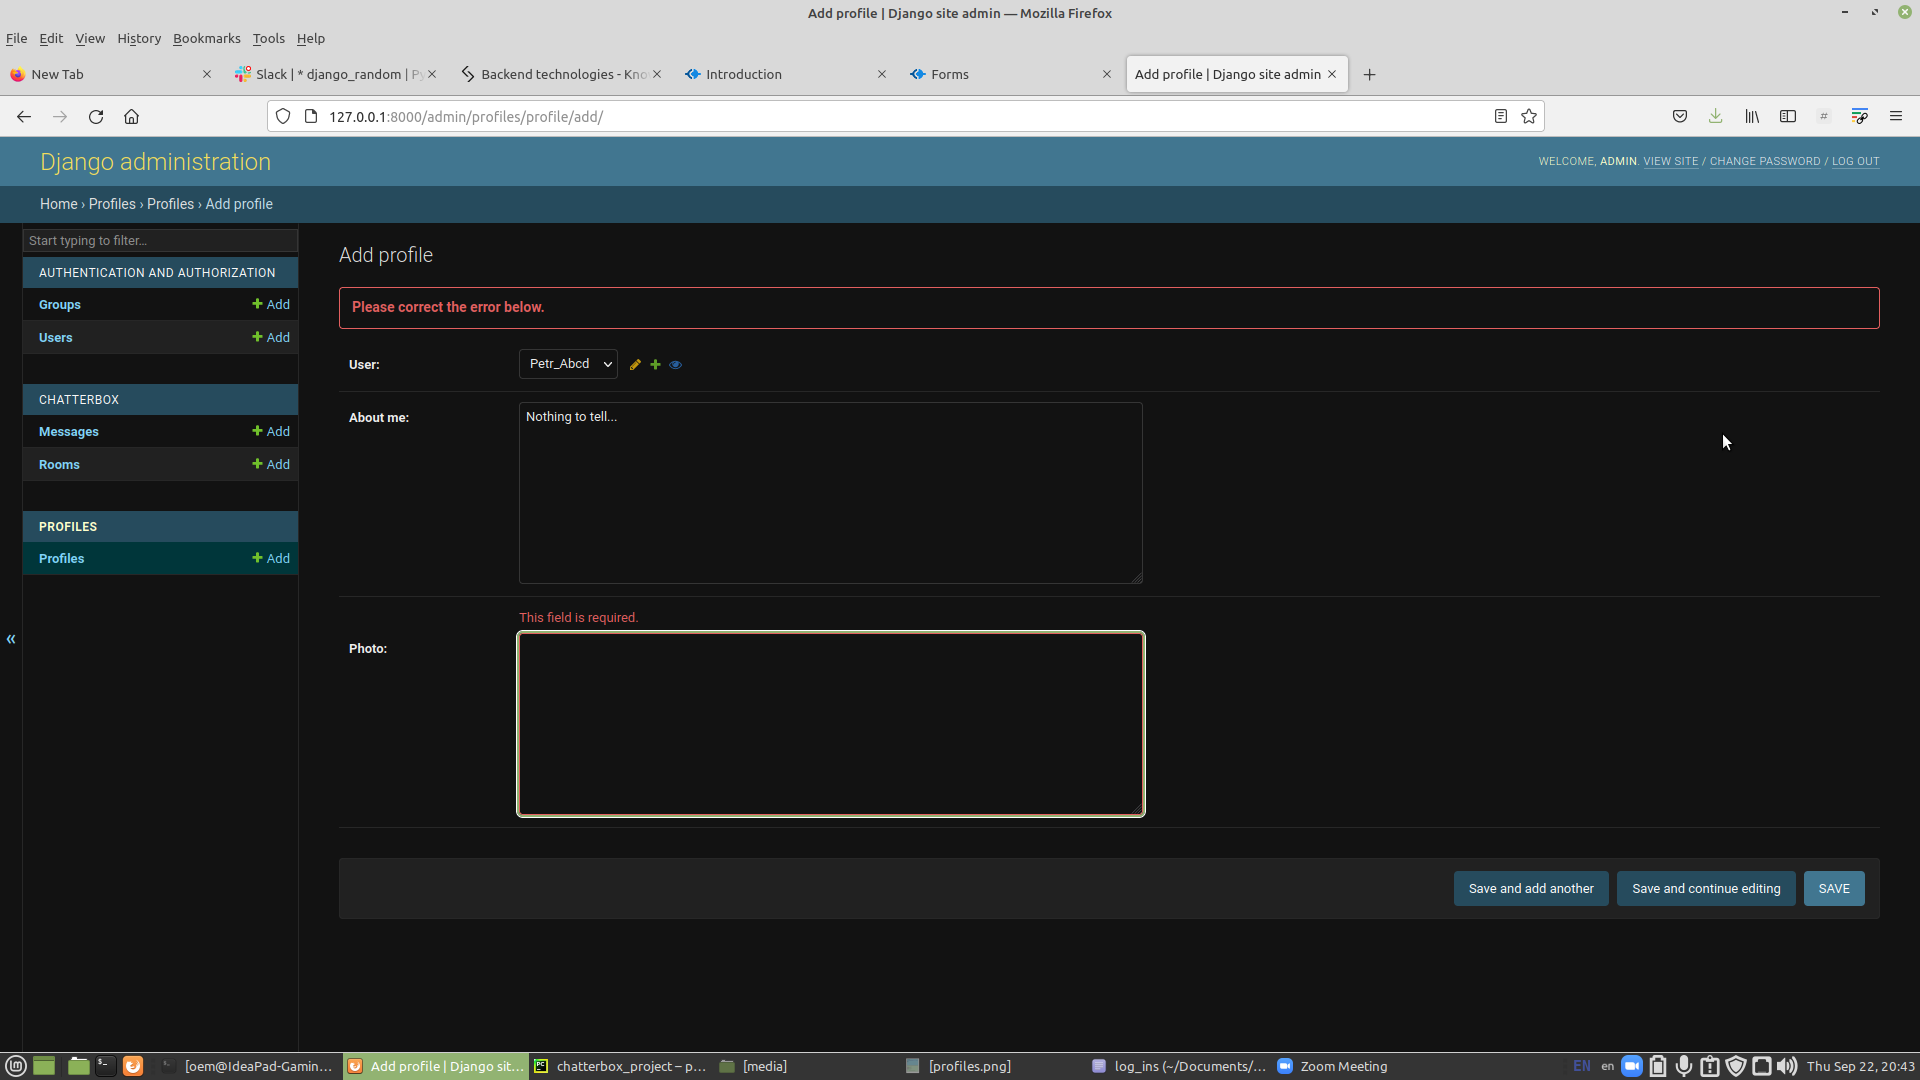 Add profile | Django site admin — Mozilla Firefox
File Edit View History Bookmarks Tools Help
New Tab
Slack | * django_random | P
Backend technologies - Kno
Introduction
Forms
Add profile | Django site admin
127.0.0.1:8000/admin/profiles/profile/add/
Django administration
WELCOME, ADMIN. VIEW SITE / CHANGE PASSWORD / LOG OUT
Home › Profiles › Profiles › Add profile
Start typing to filter...
AUTHENTICATION AND AUTHORIZATION
Groups + Add
Users + Add
CHATTERBOX
Messages + Add
Rooms + Add
PROFILES
Profiles + Add
«
Add profile
Please correct the error below.
User: Petr_Abcd
About me: Nothing to tell...
This field is required.
Photo:
Save and add another Save and continue editing SAVE
[oem@IdeaPad-Gamin...
Add profile | Django sit...
chatterbox_project – p...
[media]
[profiles.png]
log_ins (~/Documents/...
Zoom Meeting
EN en Thu Sep 22, 20:43